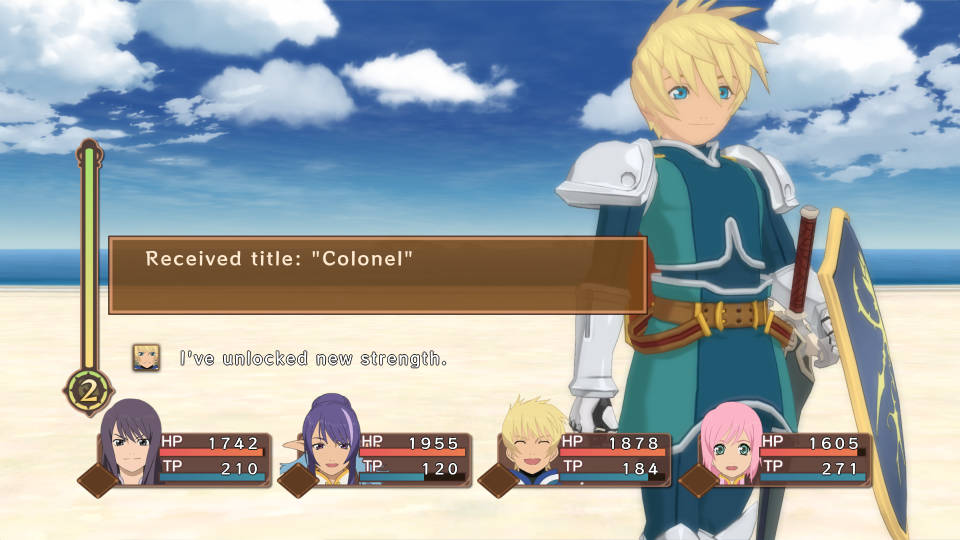 Received title: "Colonel"
I've unlocked new strength.
2
HP 1742
TP 210
HP 1955
TP 120
HP 1878
TP 184
HP 1605
TP 271